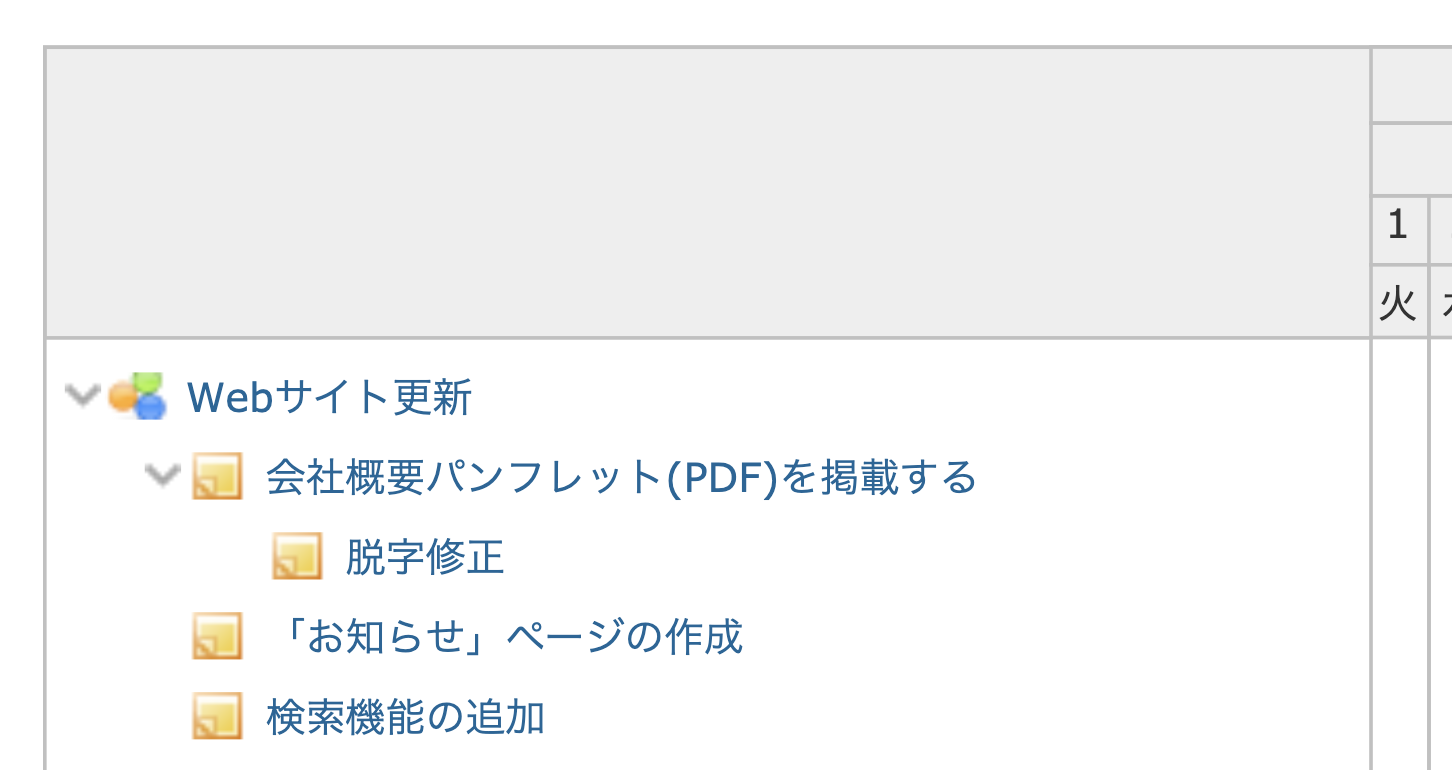 1
火
Webサイト更新
会社概要パンフレット(PDF)を掲載する
脱字修正
「お知らせ」ページの作成
検索機能の追加